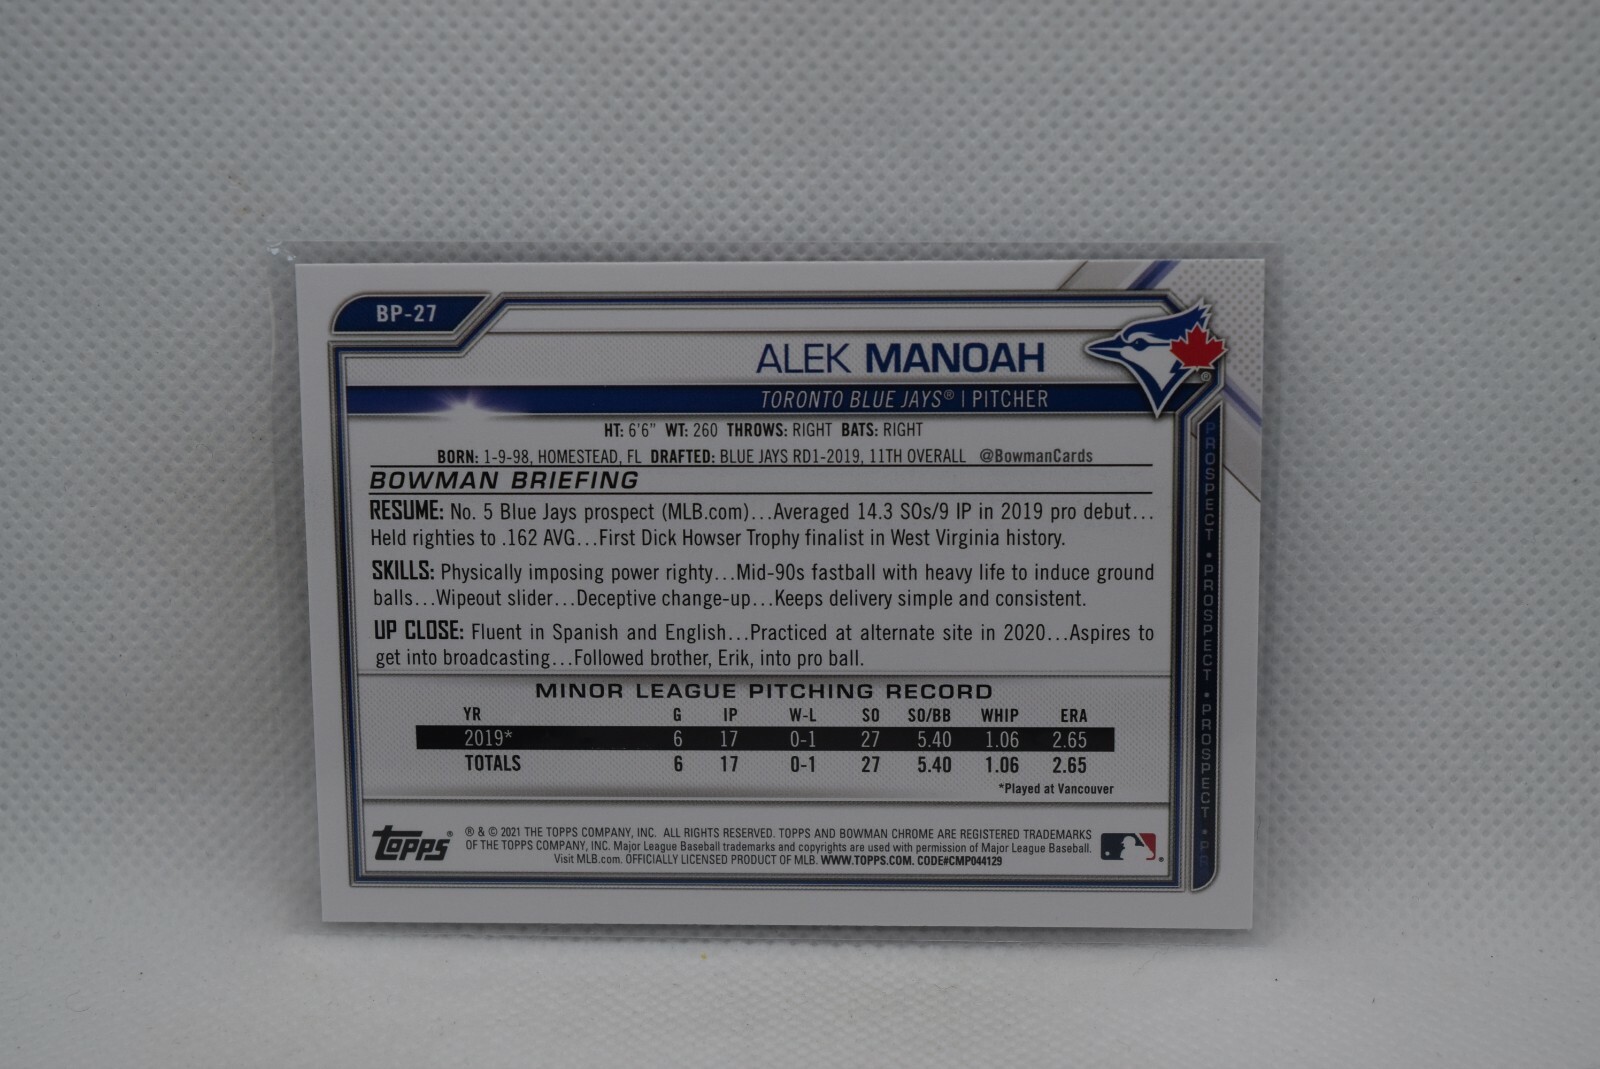 BP-27
ALEK MANOAH
TORONTO BLUE JAYS® | PITCHER
HT: 6'6" WT: 260 THROWS: RIGHT BATS: RIGHT
BORN: 1-9-98, HOMESTEAD, FL DRAFTED: BLUE JAYS RD1-2019, 11TH OVERALL @BowmanCards
BOWMAN BRIEFING
RESUME: No. 5 Blue Jays prospect (MLB.com)...Averaged 14.3 SOs/9 IP in 2019 pro debut...
Held righties to .162 AVG...First Dick Howser Trophy finalist in West Virginia history.
SKILLS: Physically imposing power righty...Mid-90s fastball with heavy life to induce ground
balls...Wipeout slider...Deceptive change-up...Keeps delivery simple and consistent.
UP CLOSE: Fluent in Spanish and English...Practiced at alternate site in 2020...Aspires to
get into broadcasting...Followed brother, Erik, into pro ball.
MINOR LEAGUE PITCHING RECORD
YR G IP W-L SO SO/BB WHIP ERA
2019* 6 17 0-1 27 5.40 1.06 2.65
TOTALS 6 17 0-1 27 5.40 1.06 2.65
*Played at Vancouver
TOPPS®
® & © 2021 THE TOPPS COMPANY, INC. ALL RIGHTS RESERVED. TOPPS AND BOWMAN CHROME ARE REGISTERED TRADEMARKS
OF THE TOPPS COMPANY, INC. Major League Baseball trademarks and copyrights are used with permission of Major League Baseball.
Visit MLB.com. OFFICIALLY LICENSED PRODUCT OF MLB. WWW.TOPPS.COM. CODE#CMP044129
PROSPECT • PROSPECT • PROSPECT • PR